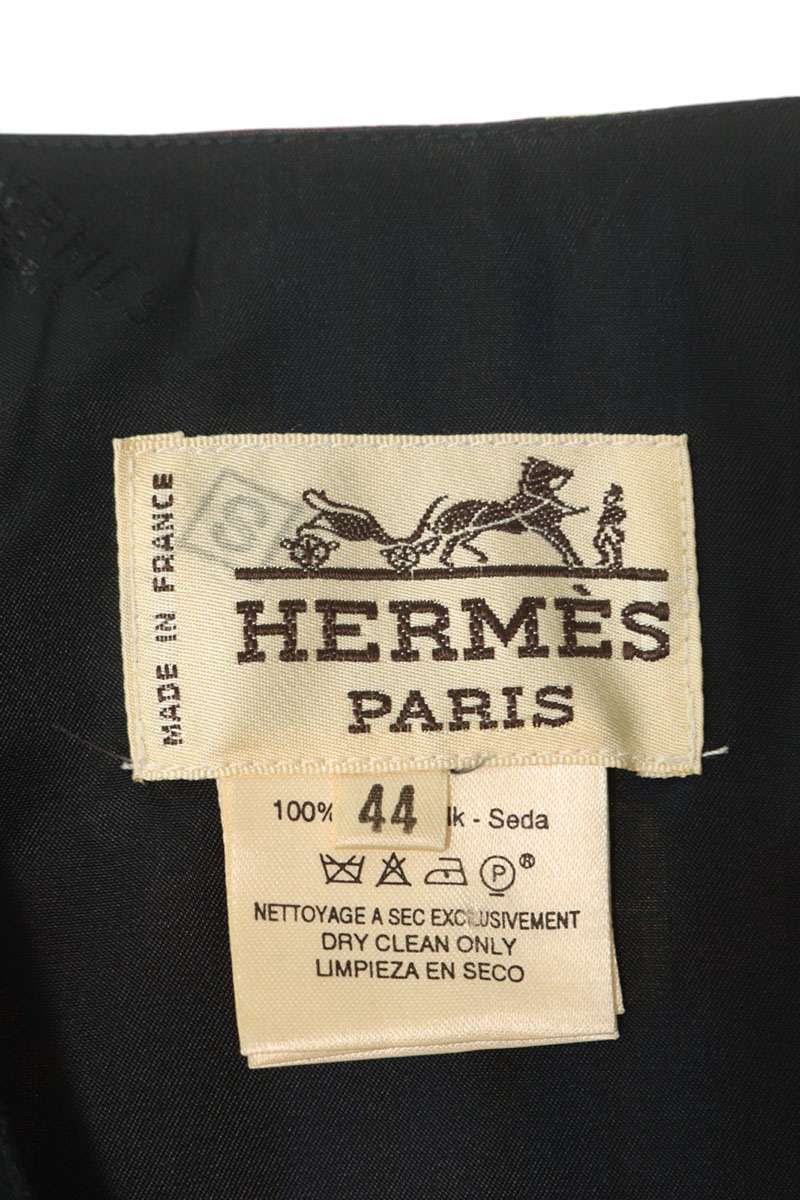 MADE IN FRANCE
S
HERMÈS
PARIS
44
100% lk - Seda
P ®
NETTOYAGE A SEC EXCLUSIVEMENT
DRY CLEAN ONLY
LIMPIEZA EN SECO